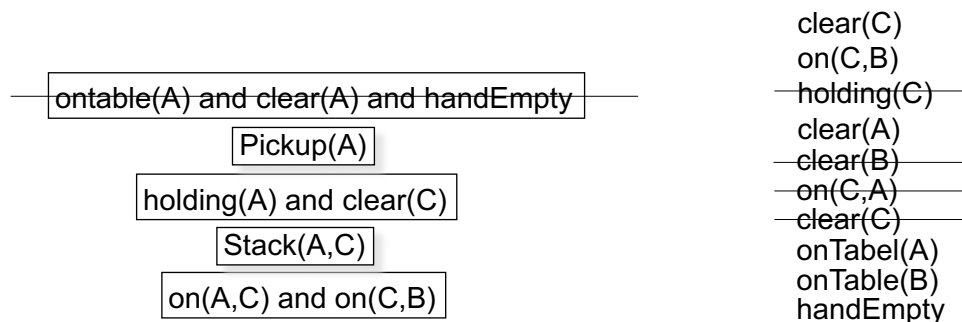 ontable(A) and clear(A) and handEmpty
Pickup(A)
holding(A) and clear(C)
Stack(A,C)
on(A,C) and on(C,B)
clear(C)
on(C,B)
holding(C)
clear(A)
clear(B)
on(C,A)
clear(C)
onTabel(A)
onTable(B)
handEmpty